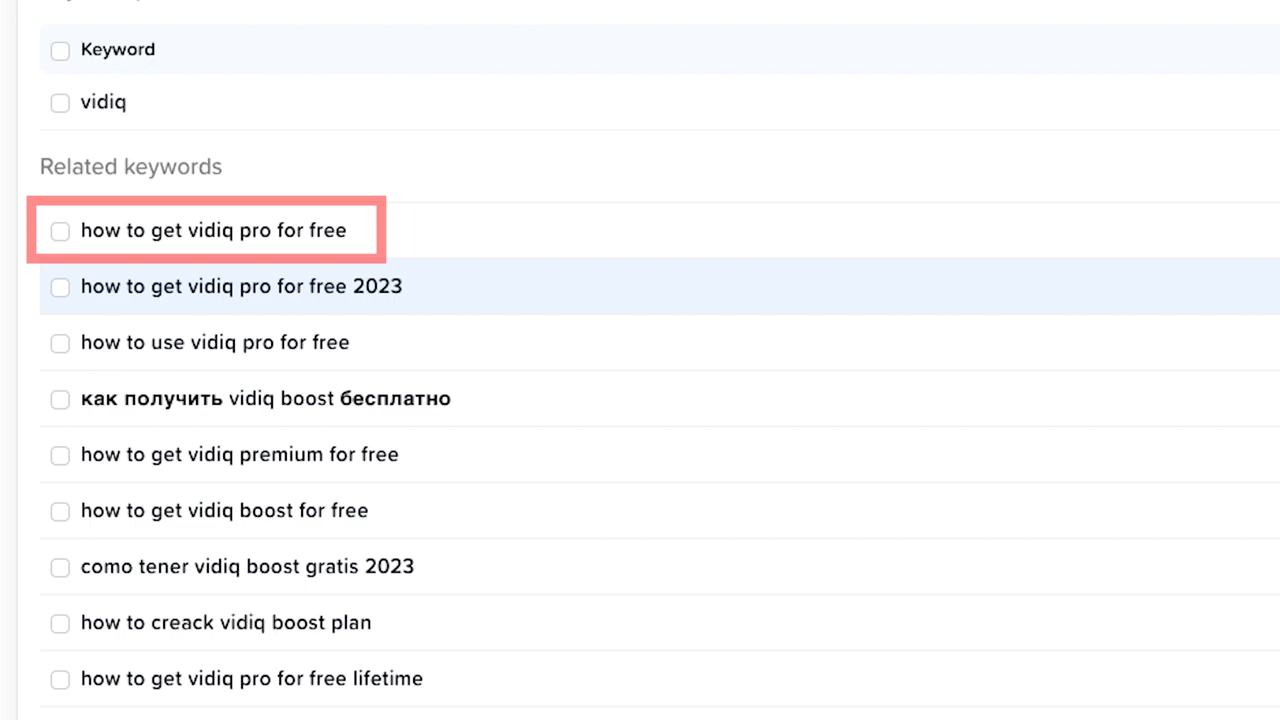 Keyword
vidiq
Related keywords
how to get vidiq pro for free
how to get vidiq pro for free 2023
how to use vidiq pro for free
как получить vidiq boost бесплатно
how to get vidiq premium for free
how to get vidiq boost for free
como tener vidiq boost gratis 2023
how to creack vidiq boost plan
how to get vidiq pro for free lifetime